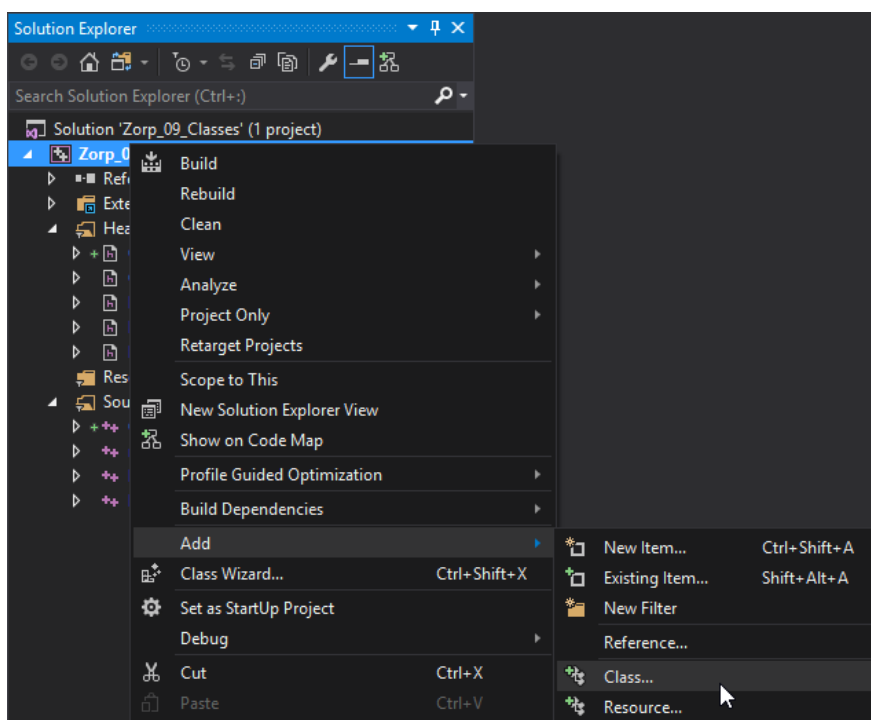 Solution Explorer
Search Solution Explorer (Ctrl+:)
Solution 'Zorp_09_Classes' (1 project)
Zorp_0
Build
Refe
Rebuild
Exte
Clean
Hea
View
Analyze
Project Only
Retarget Projects
Res
Scope to This
Sou
New Solution Explorer View
Show on Code Map
Profile Guided Optimization
Build Dependencies
Add
New Item... Ctrl+Shift+A
Class Wizard... Ctrl+Shift+X
Existing Item... Shift+Alt+A
Set as StartUp Project
New Filter
Debug
Reference...
Cut Ctrl+X
Class...
Paste Ctrl+V
Resource...